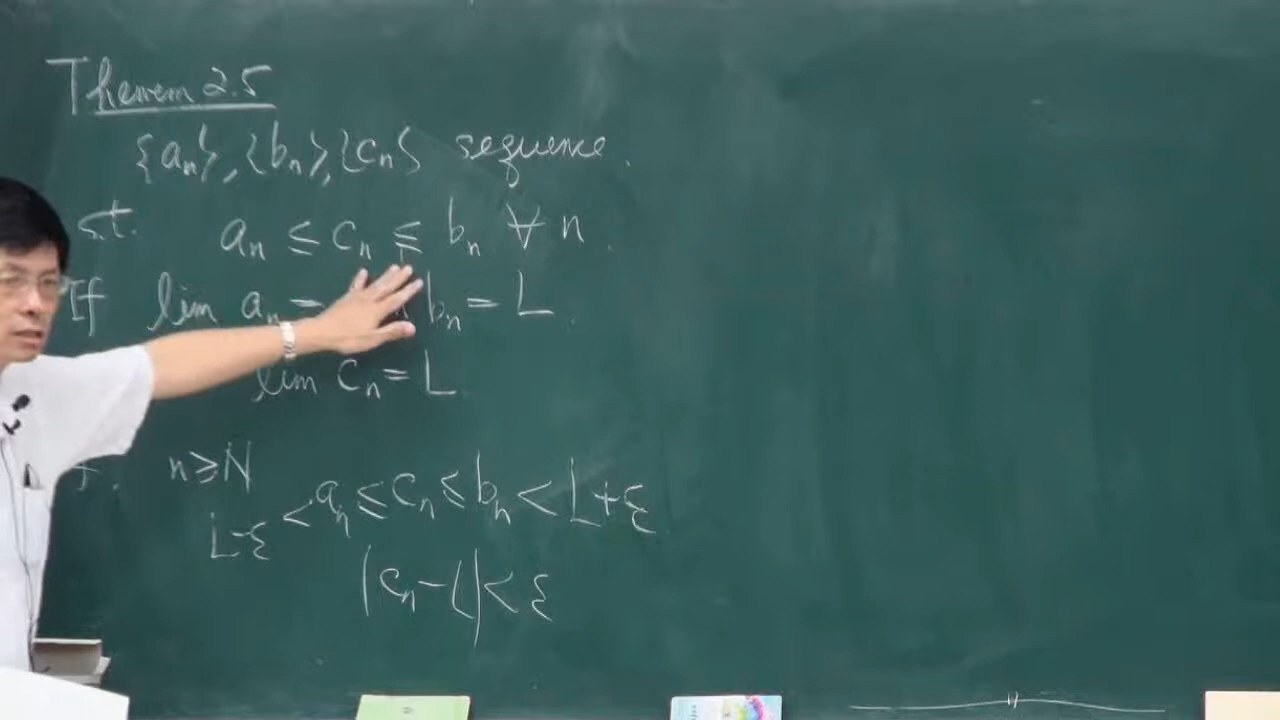 Theorem 2.5
{an}, {bn}, {cn} sequence.
s.t. an ≤ cn ≤ bn ∀ n.
If lim an = bn = L.
lim cn = L
n ≥ N
L-ε < an ≤ cn ≤ bn < L+ε
|cn - L| < ε